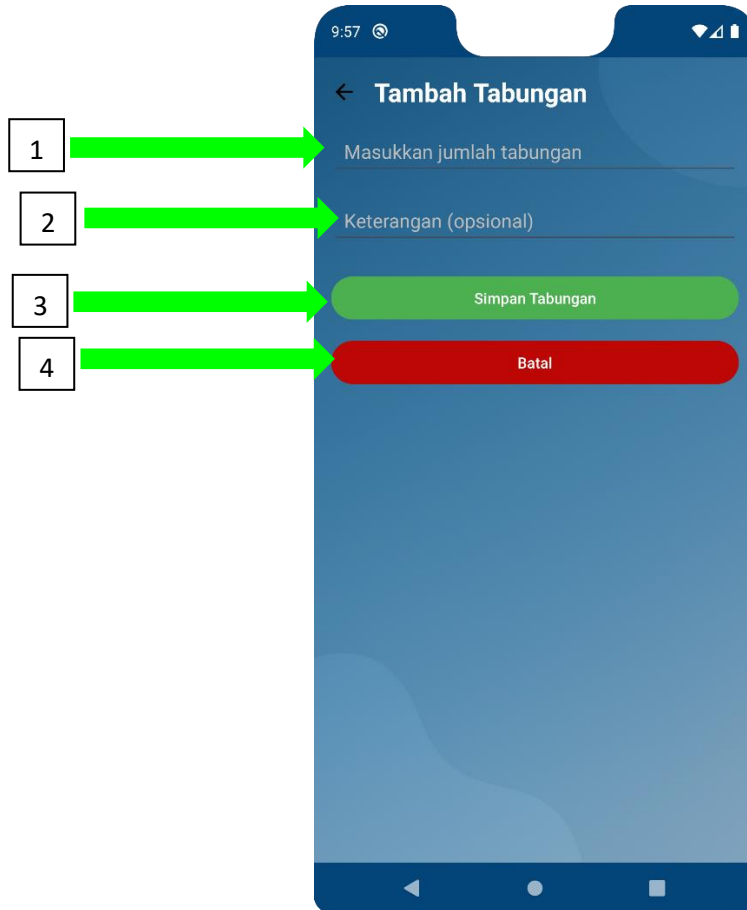 9:57
Tambah Tabungan
1
Masukkan jumlah tabungan
2
Keterangan (opsional)
3
Simpan Tabungan
4
Batal